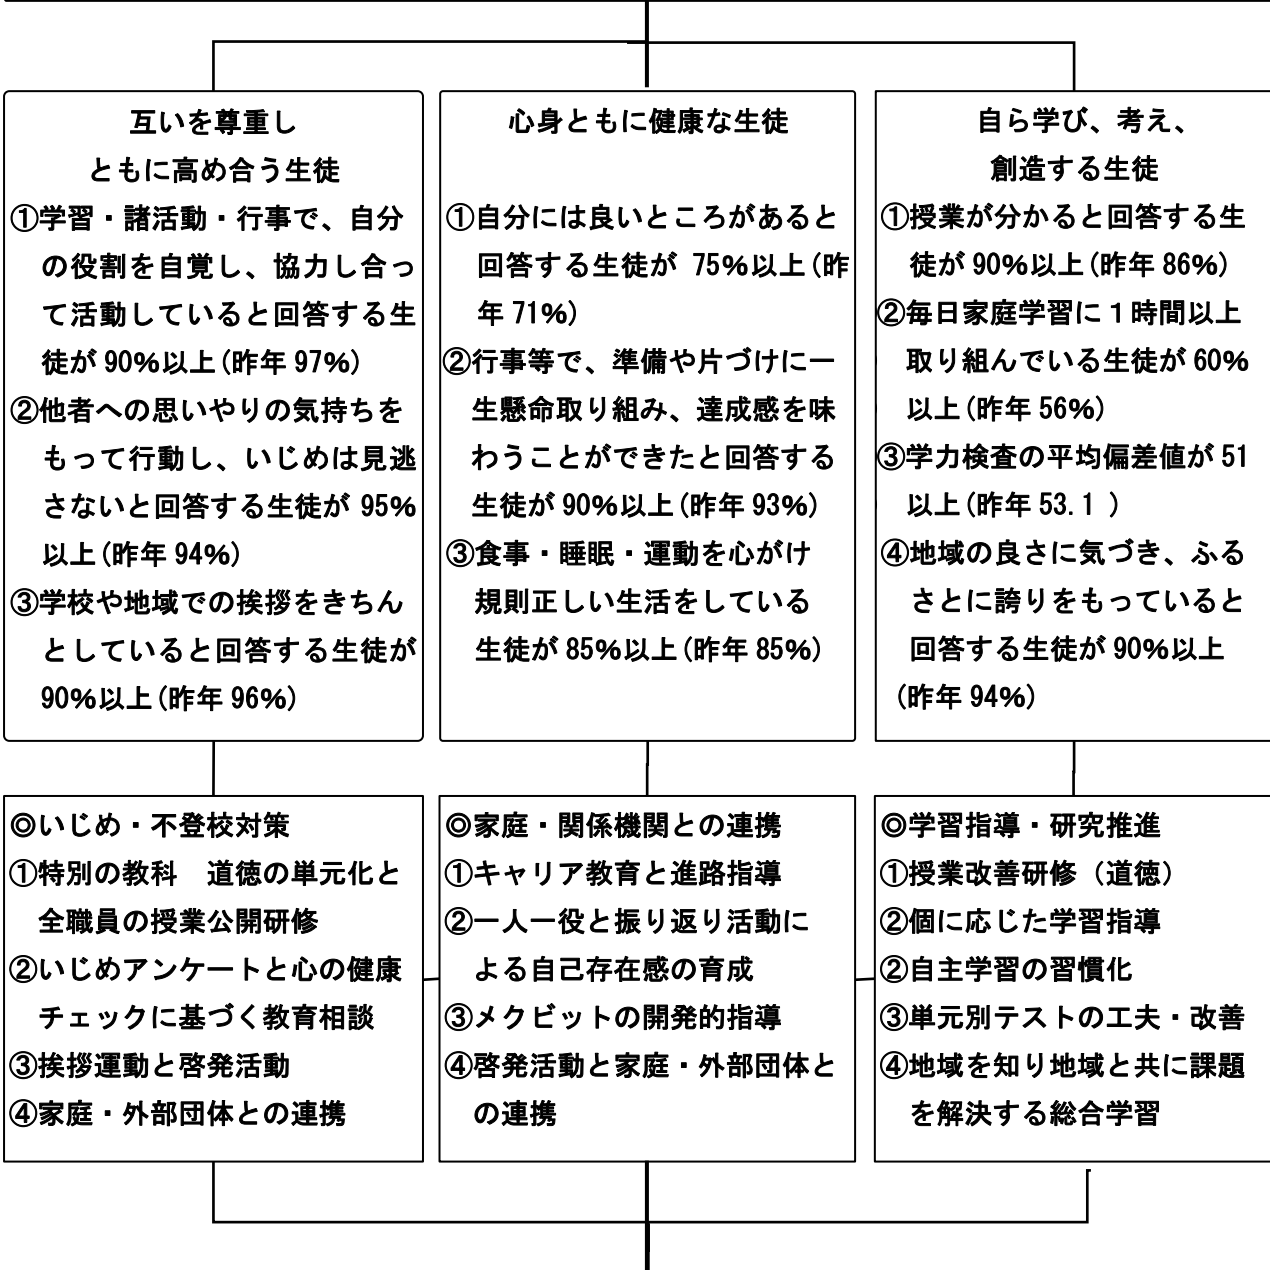 互いを尊重し
ともに高め合う生徒
①学習・諸活動・行事で、自分
の役割を自覚し、協力し合っ
て活動していると回答する生
徒が90%以上(昨年97%)
②他者への思いやりの気持ちを
もって行動し、いじめは見逃
さないと回答する生徒が 95%
以上(昨年94%)
③学校や地域での挨拶をきちん
としていると回答する生徒が
90%以上(昨年96%)
心身ともに健康な生徒
①自分には良いところがあると
回答する生徒が 75%以上(昨
年71%)
②行事等で、準備や片づけに一
生懸命取り組み、達成感を味
わうことができたと回答する
生徒が90%以上(昨年93%)
③食事・睡眠・運動を心がけ
規則正しい生活をしている
生徒が85%以上(昨年85%)
自ら学び、考え、
創造する生徒
①授業が分かると回答する生
徒が90%以上(昨年86%)
②毎日家庭学習に１時間以上
取り組んでいる生徒が60%
以上(昨年56%)
③学力検査の平均偏差値が51
以上(昨年53.1 )
④地域の良さに気づき、ふる
さとに誇りをもっていると
回答する生徒が90%以上
(昨年94%)
◎いじめ・不登校対策
①特別の教科　道徳の単元化と
全職員の授業公開研修
②いじめアンケートと心の健康
チェックに基づく教育相談
③挨拶運動と啓発活動
④家庭・外部団体との連携
◎家庭・関係機関との連携
①キャリア教育と進路指導
②一人一役と振り返り活動に
よる自己存在感の育成
③メクビットの開発的指導
④啓発活動と家庭・外部団体と
の連携
◎学習指導・研究推進
①授業改善研修（道徳）
②個に応じた学習指導
②自主学習の習慣化
③単元別テストの工夫・改善
④地域を知り地域と共に課題
を解決する総合学習